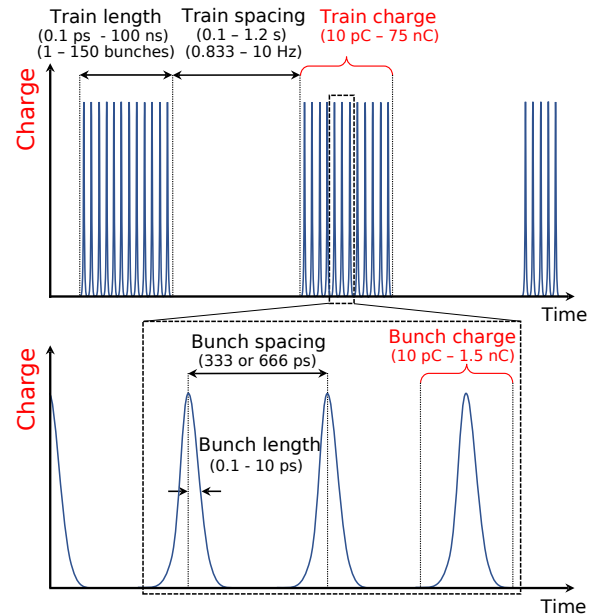 Train length
(0.1 ps - 100 ns)
(1 – 150 bunches)
Train spacing
(0.1 – 1.2 s)
(0.833 – 10 Hz)
Train charge
(10 pC – 75 nC)
Charge
Time
Bunch spacing
(333 or 666 ps)
Bunch charge
(10 pC – 1.5 nC)
Bunch length
(0.1 - 10 ps)
Charge
Time